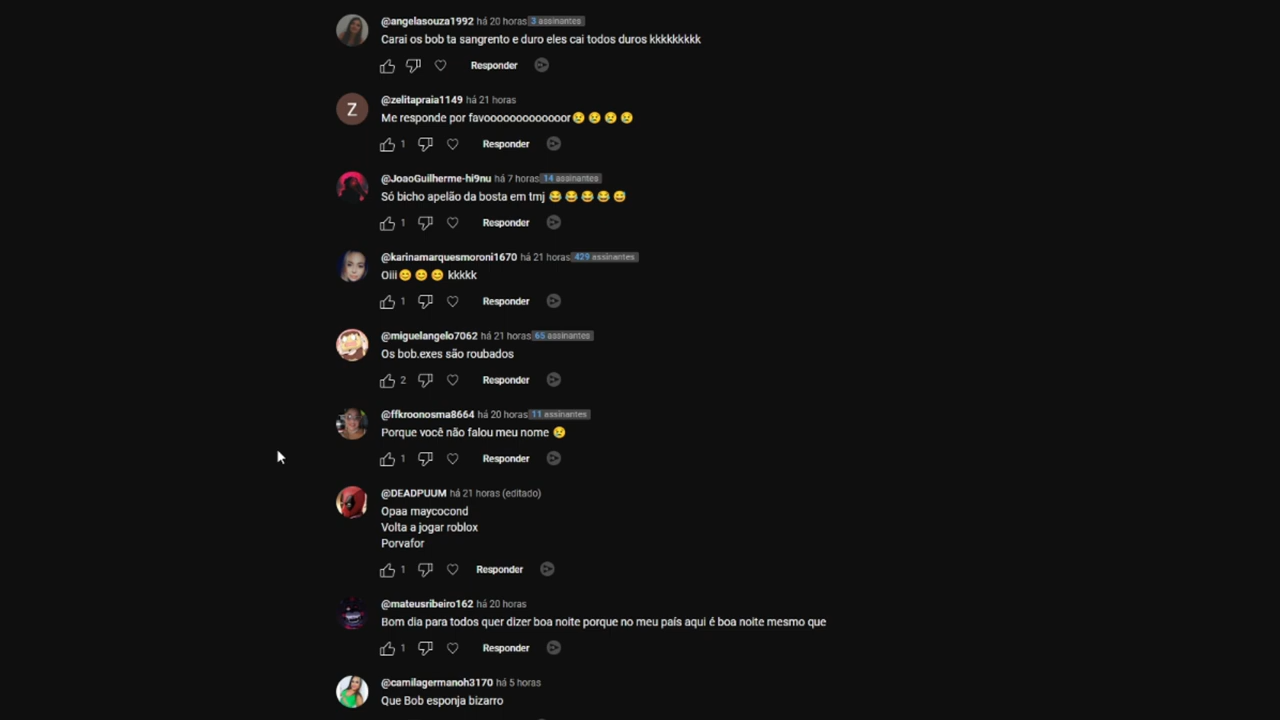 @angelasouza1992 há 20 horas 3 assinantes
Carai os bob ta sangrento e duro eles cai todos duros kkkkkkkkk
Responder
Z
@zelitapraia1149 há 21 horas
Me responde por favooooooooooooor😢😢😢😢
1 Responder
@JoaoGuilherme-hi9nu há 7 horas 14 assinantes
Só bicho apelão da bosta em tmj 😂😂😂😂😅
1 Responder
@karinamarquesmoroni1670 há 21 horas 429 assinantes
Oiii😊😊😊 kkkkk
1 Responder
@miguelangelo7062 há 21 horas 65 assinantes
Os bob.exes são roubados
2 Responder
@ffkroonosma8664 há 20 horas 11 assinantes
Porque você não falou meu nome 😢
1 Responder
@DEADPUUM há 21 horas (editado)
Opaa maycocond
Volta a jogar roblox
Porvafor
1 Responder
@mateusribeiro162 há 20 horas
Bom dia para todos quer dizer boa noite porque no meu país aqui é boa noite mesmo que
1 Responder
@camilagermanoh3170 há 5 horas
Que Bob esponja bizarro